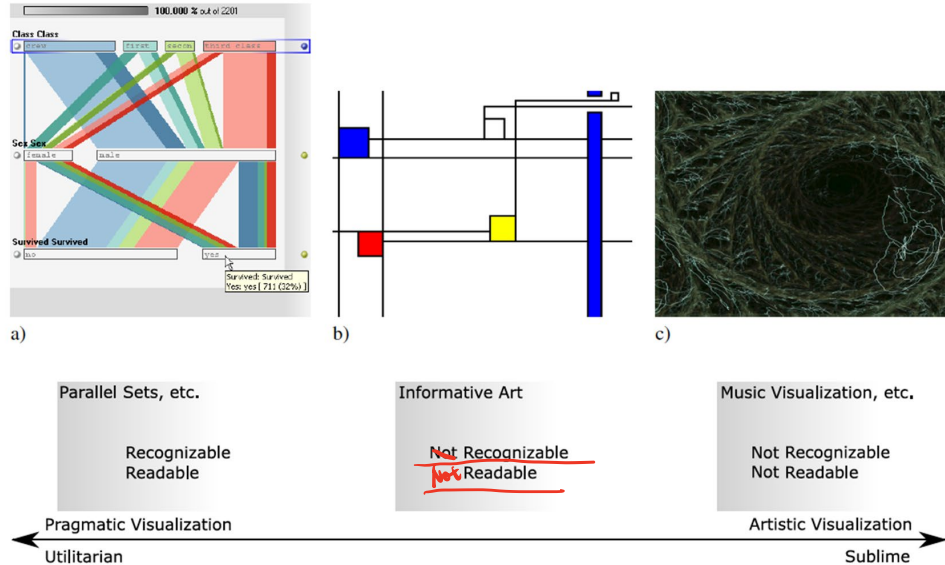 100.000 % out of 2201
Class Class
crew first secon third class
Sex Sex
female male
Survived Survived
no yes
Survived: Survived
Yes: yes [ 711 (32%) ]
a) b) c)
Parallel Sets, etc. Informative Art Music Visualization, etc.
Recognizable Not Recognizable Not Recognizable
Readable Not Readable Not Readable
Pragmatic Visualization Artistic Visualization
Utilitarian Sublime